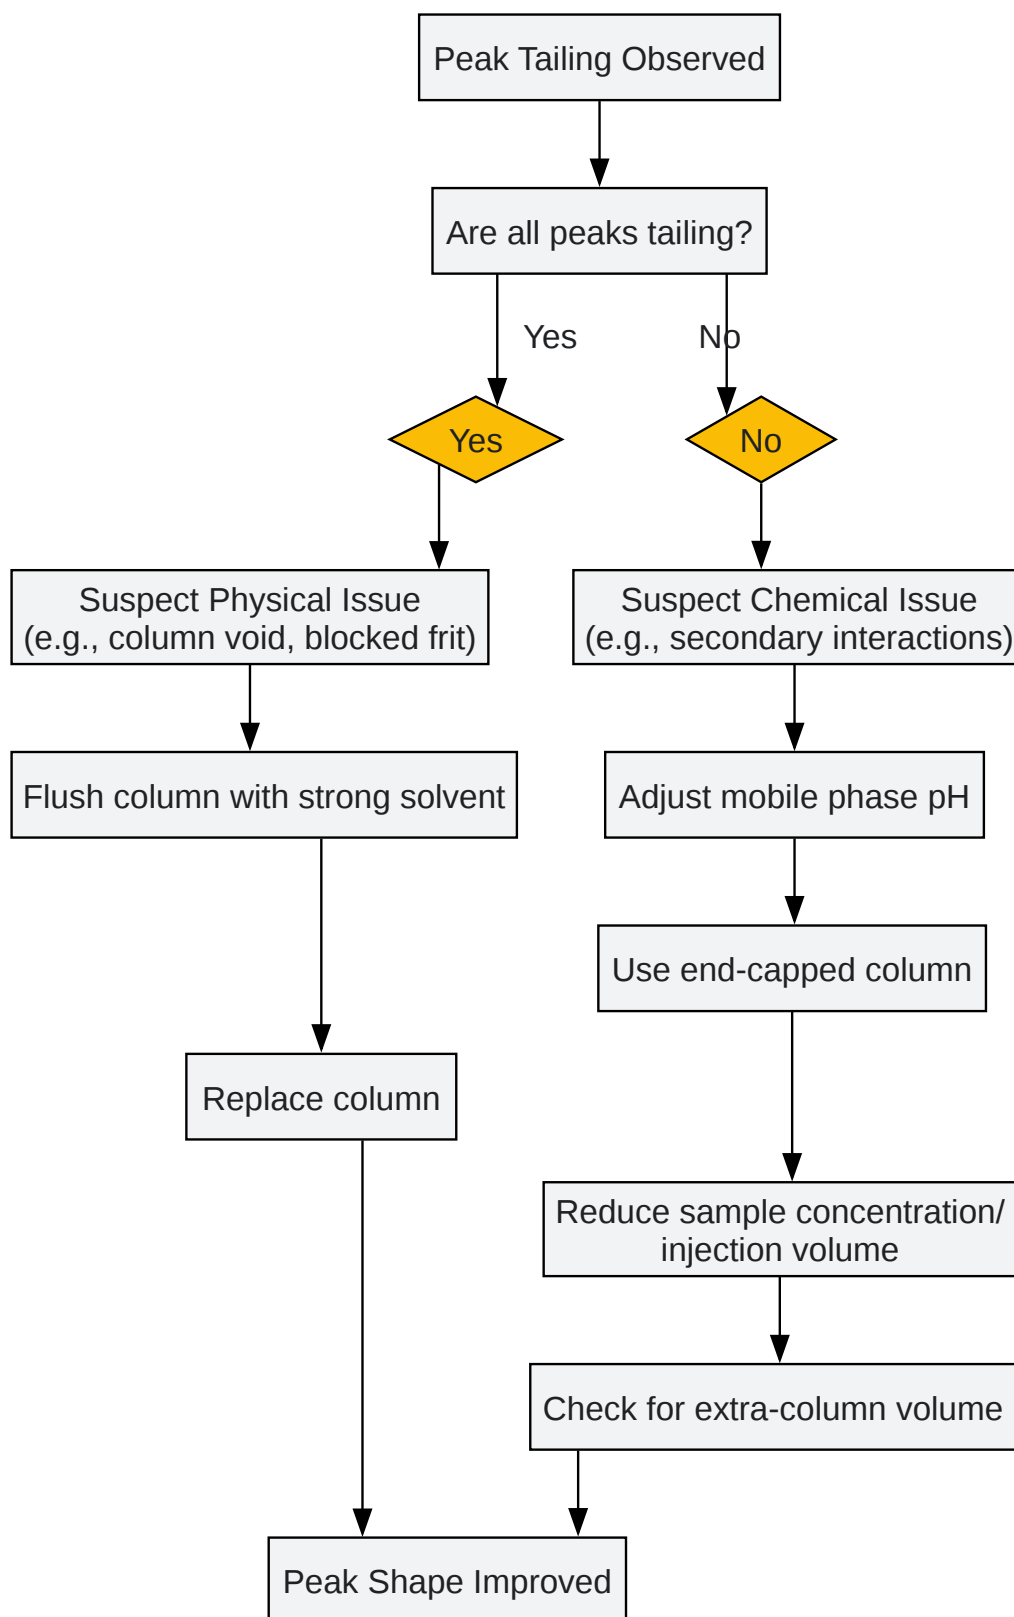 Peak Tailing Observed
Are all peaks tailing?
Yes
No
Yes
No
Suspect Physical Issue
(e.g., column void, blocked frit)
Suspect Chemical Issue
(e.g., secondary interactions)
Flush column with strong solvent
Adjust mobile phase pH
Use end-capped column
Replace column
Reduce sample concentration/
injection volume
Check for extra-column volume
Peak Shape Improved